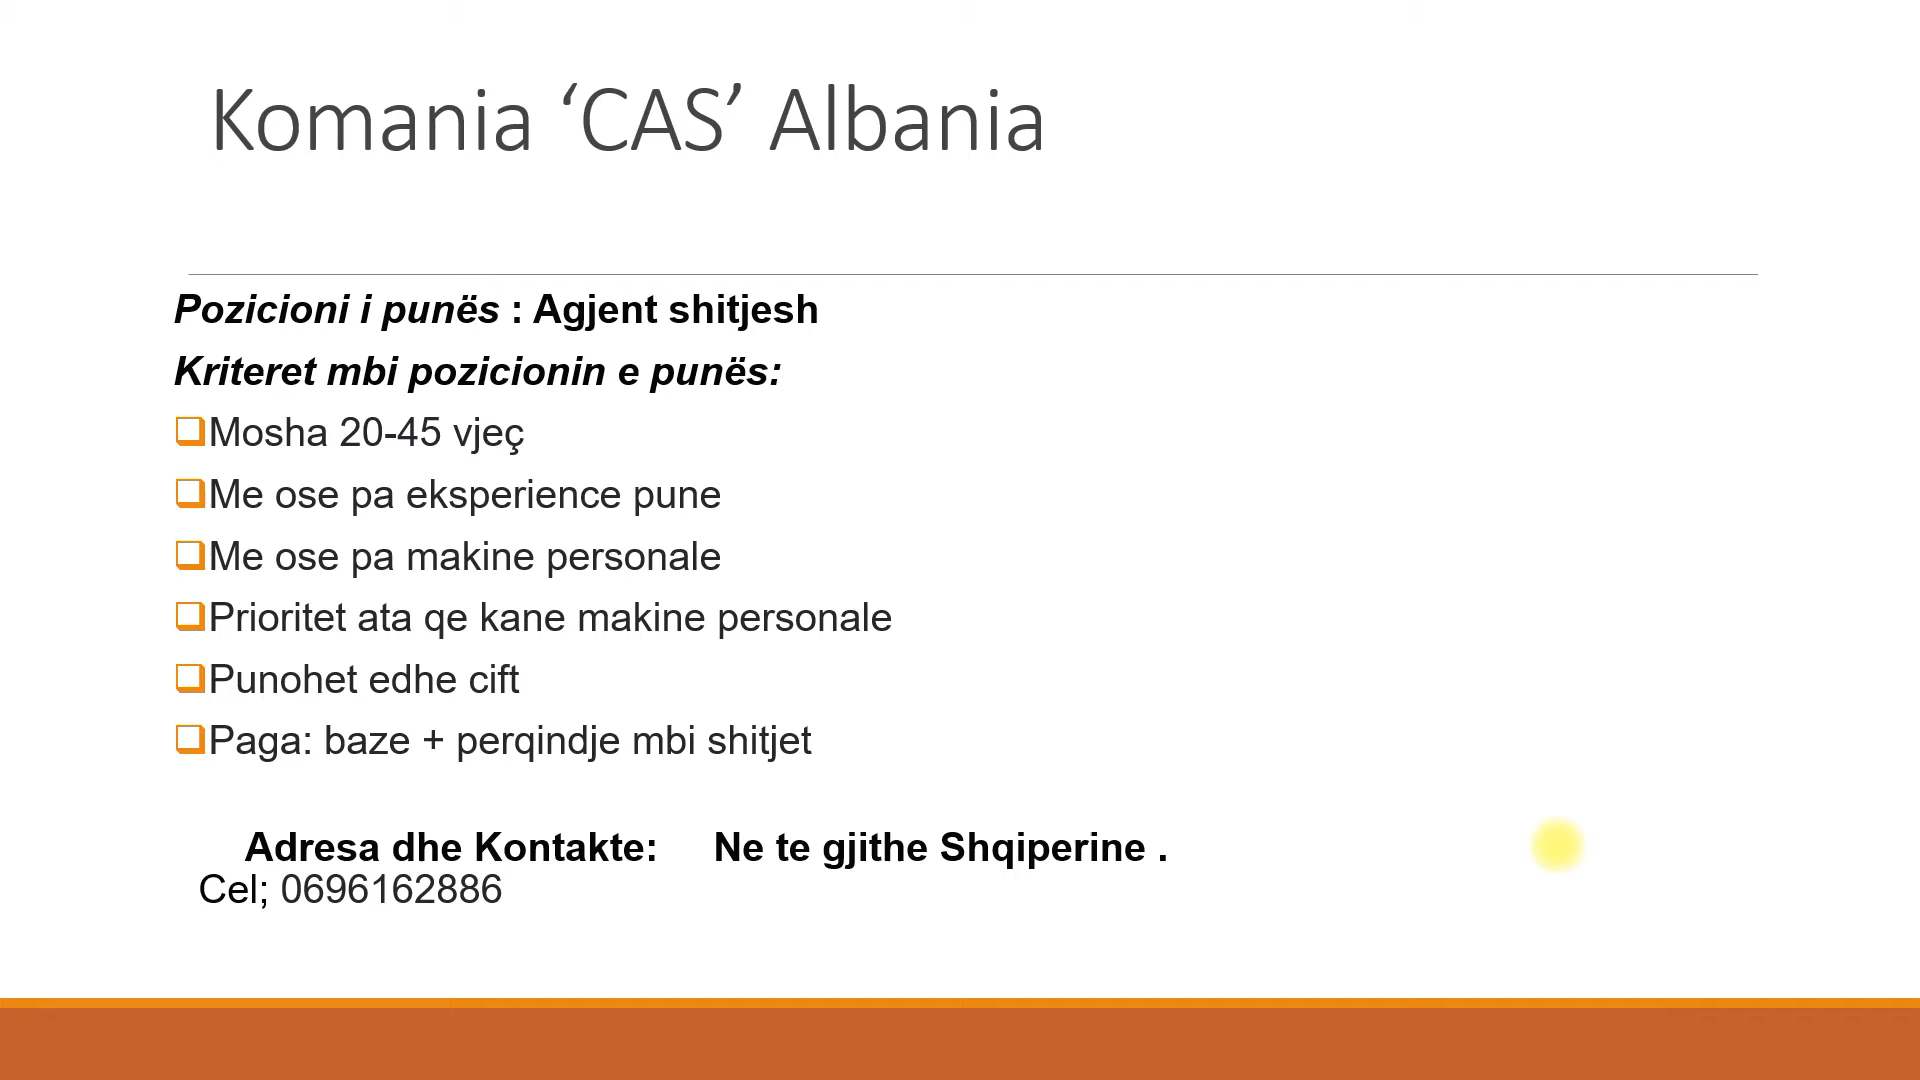 Komania ‘CAS’ Albania
Pozicioni i punës : Agjent shitjesh
Kriteret mbi pozicionin e punës:
Mosha 20-45 vjeç
Me ose pa eksperience pune
Me ose pa makine personale
Prioritet ata qe kane makine personale
Punohet edhe cift
Paga: baze + perqindje mbi shitjet
Adresa dhe Kontakte: Ne te gjithe Shqiperine .
Cel; 0696162886